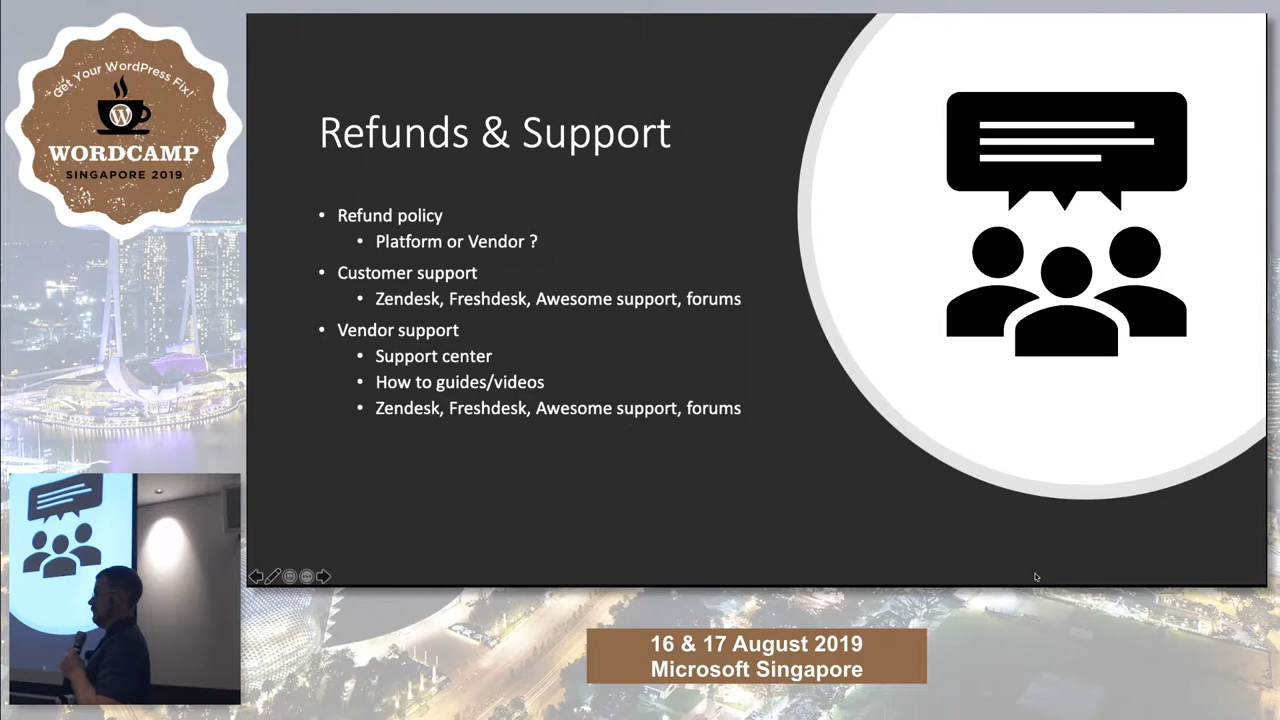 Get Your WordPress Fix!
WORDCAMP
SINGAPORE 2019
Refunds & Support
• Refund policy
• Platform or Vendor ?
• Customer support
• Zendesk, Freshdesk, Awesome support, forums
• Vendor support
• Support center
• How to guides/videos
• Zendesk, Freshdesk, Awesome support, forums
16 & 17 August 2019
Microsoft Singapore